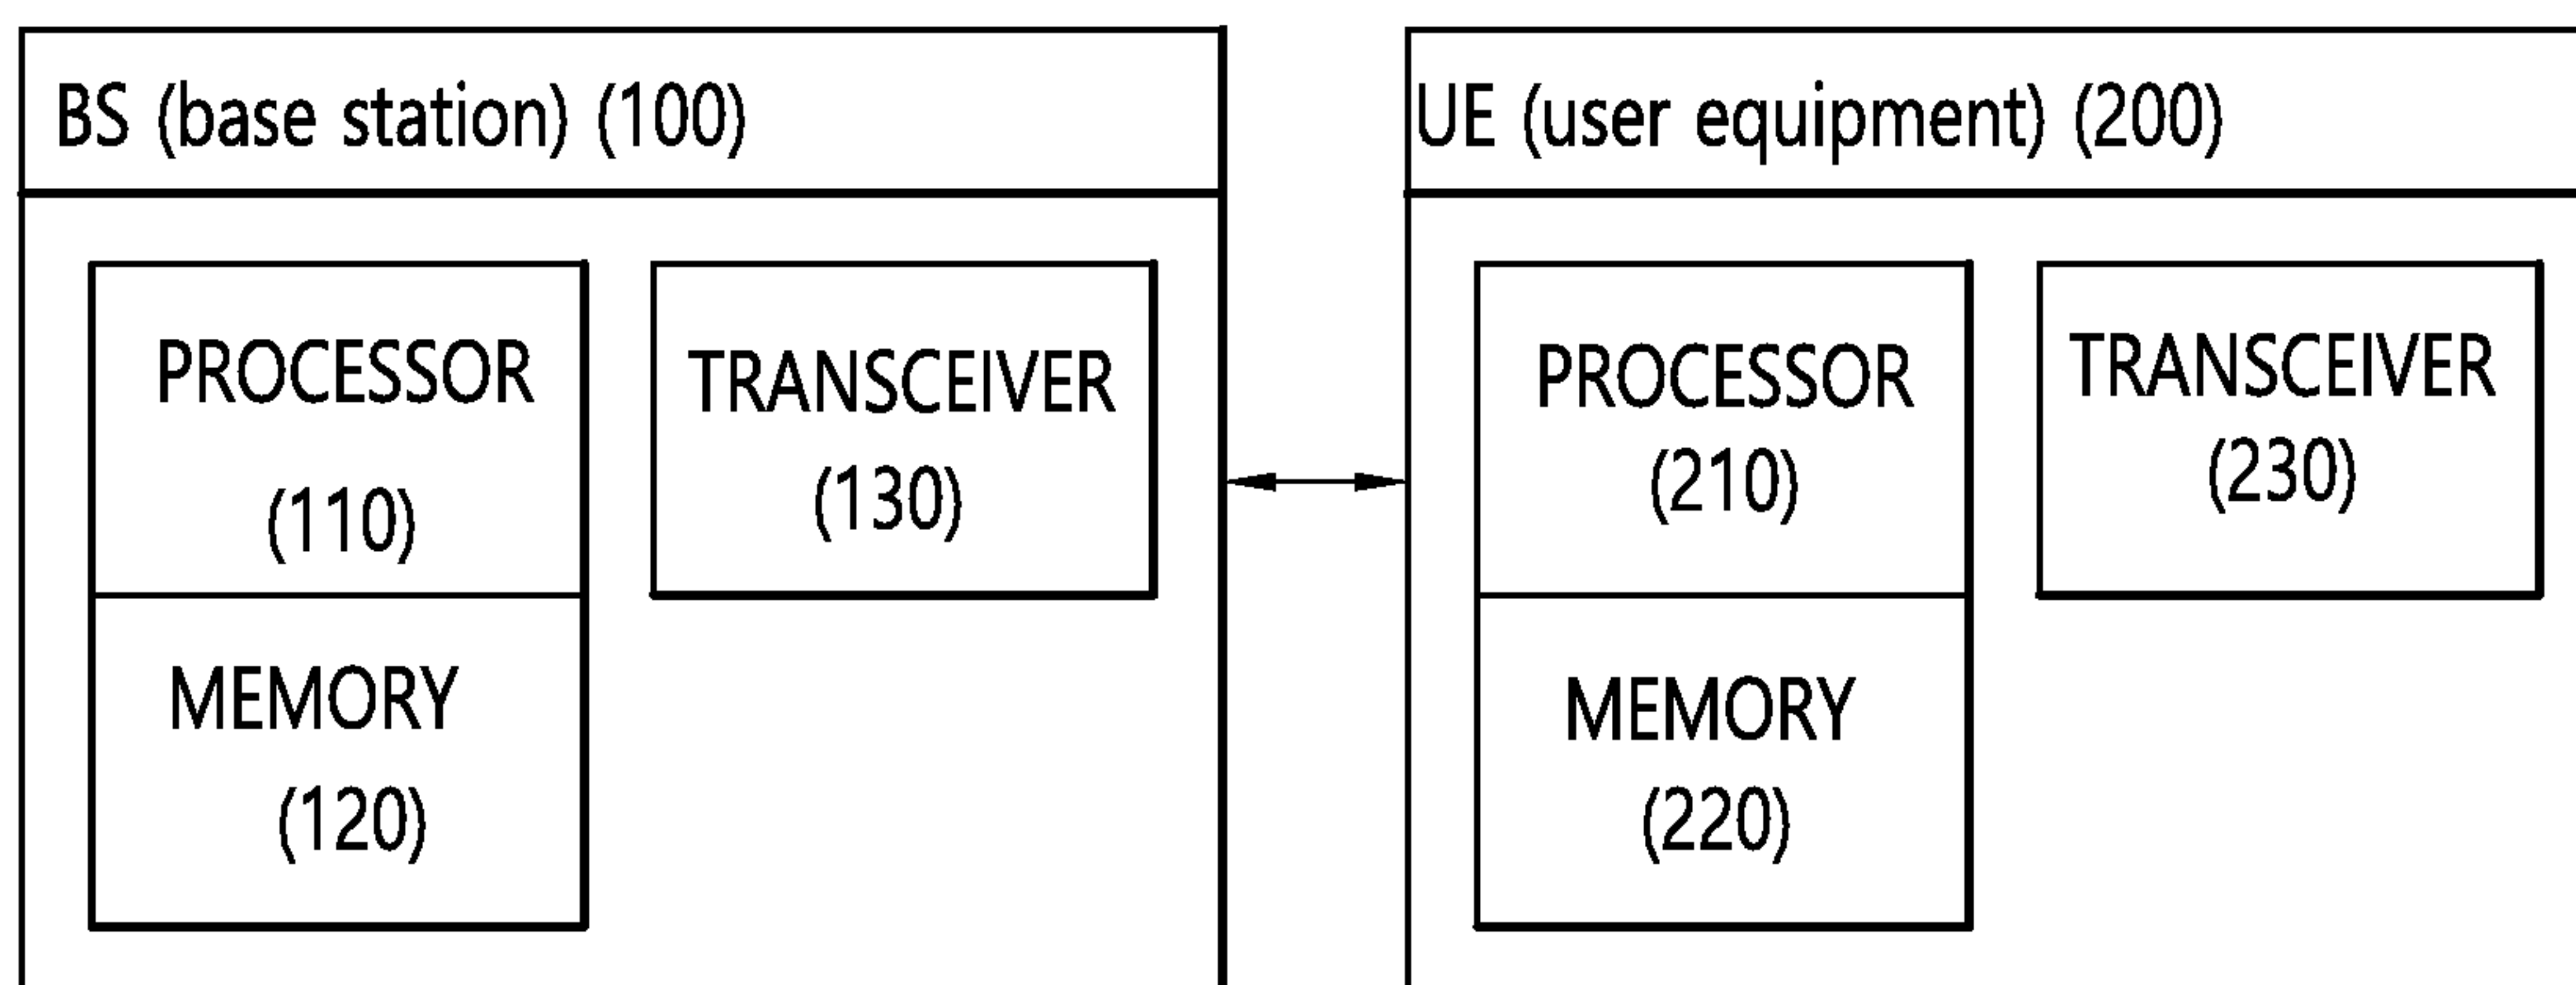 BS (base station) (100)
PROCESSOR
(110)
MEMORY
(120)
TRANSCEIVER
(130)
UE (user equipment) (200)
PROCESSOR
(210)
MEMORY
(220)
TRANSCEIVER
(230)